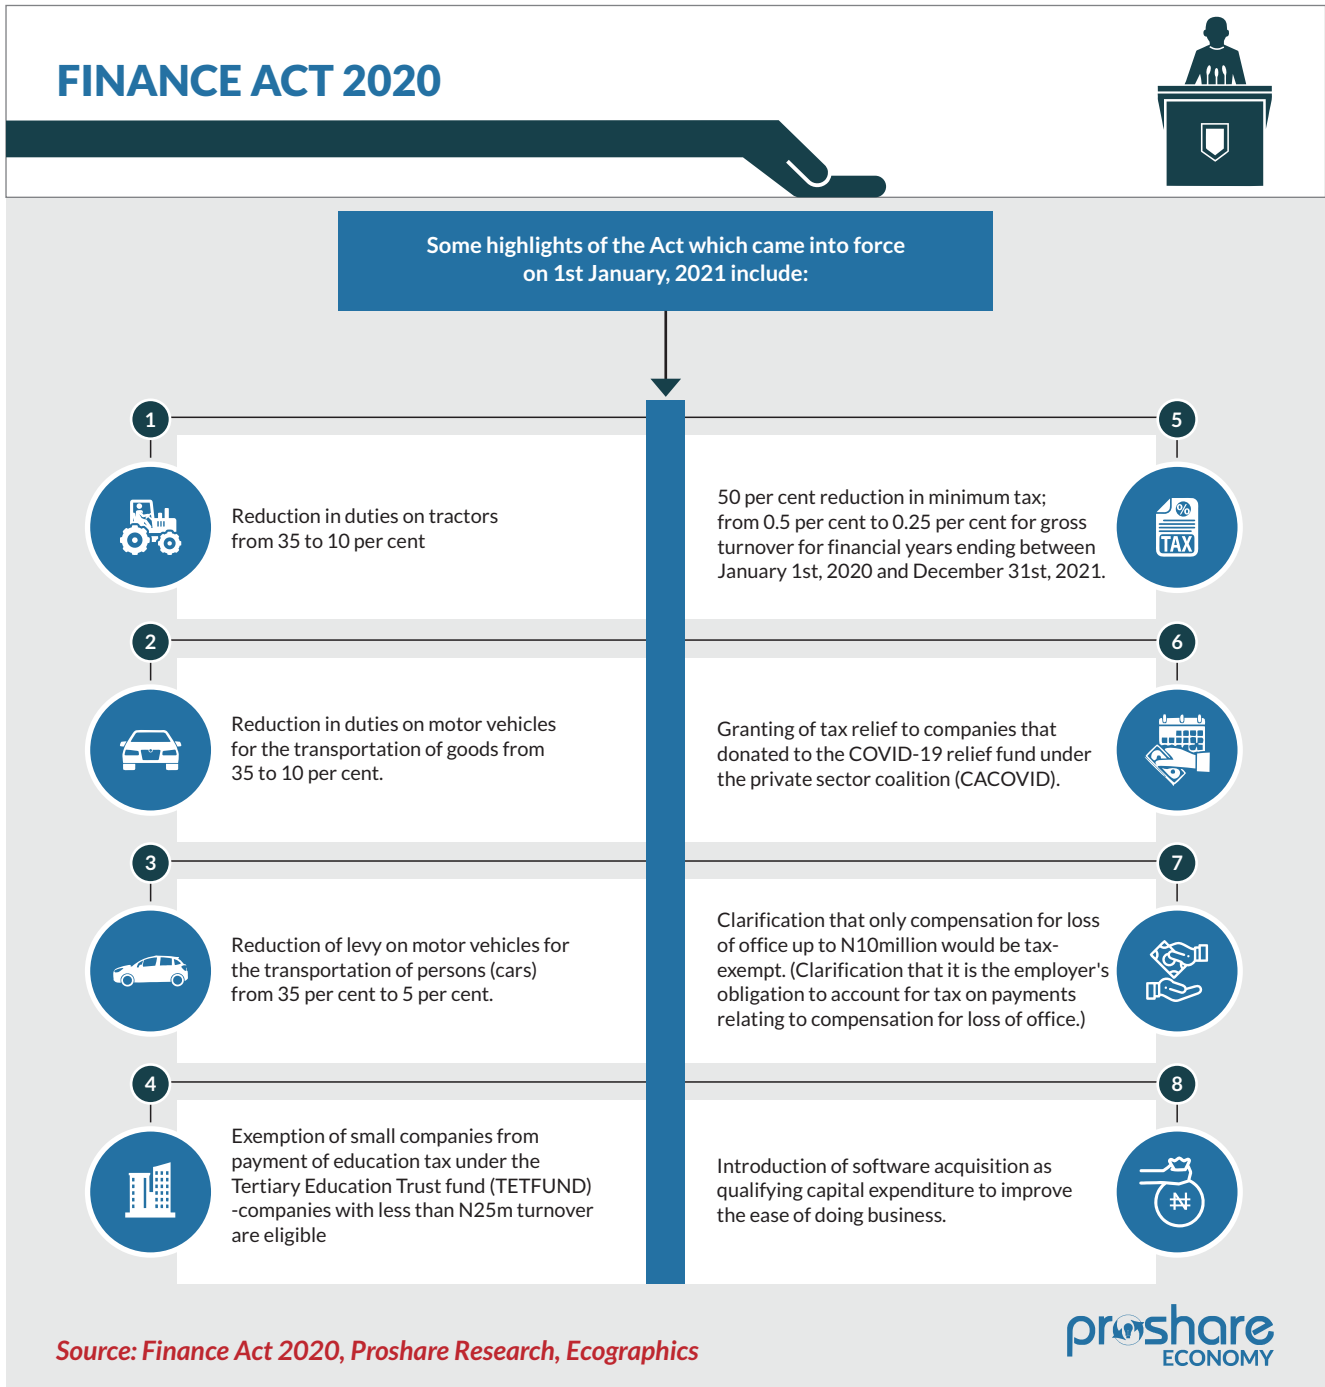 FINANCE ACT 2020
Some highlights of the Act which came into force
on 1st January, 2021 include:
1
Reduction in duties on tractors
from 35 to 10 per cent
2
Reduction in duties on motor vehicles
for the transportation of goods from
35 to 10 per cent.
3
Reduction of levy on motor vehicles for
the transportation of persons (cars)
from 35 per cent to 5 per cent.
4
Exemption of small companies from
payment of education tax under the
Tertiary Education Trust fund (TETFUND)
-companies with less than N25m turnover
are eligible
5
50 per cent reduction in minimum tax;
from 0.5 per cent to 0.25 per cent for gross
turnover for financial years ending between
January 1st, 2020 and December 31st, 2021.
%
TAX
6
Granting of tax relief to companies that
donated to the COVID-19 relief fund under
the private sector coalition (CACOVID).
7
Clarification that only compensation for loss
of office up to N10million would be tax-
exempt. (Clarification that it is the employer's
obligation to account for tax on payments
relating to compensation for loss of office.)
8
Introduction of software acquisition as
qualifying capital expenditure to improve
the ease of doing business.
₦
Source: Finance Act 2020, Proshare Research, Ecographics
proshare
ECONOMY